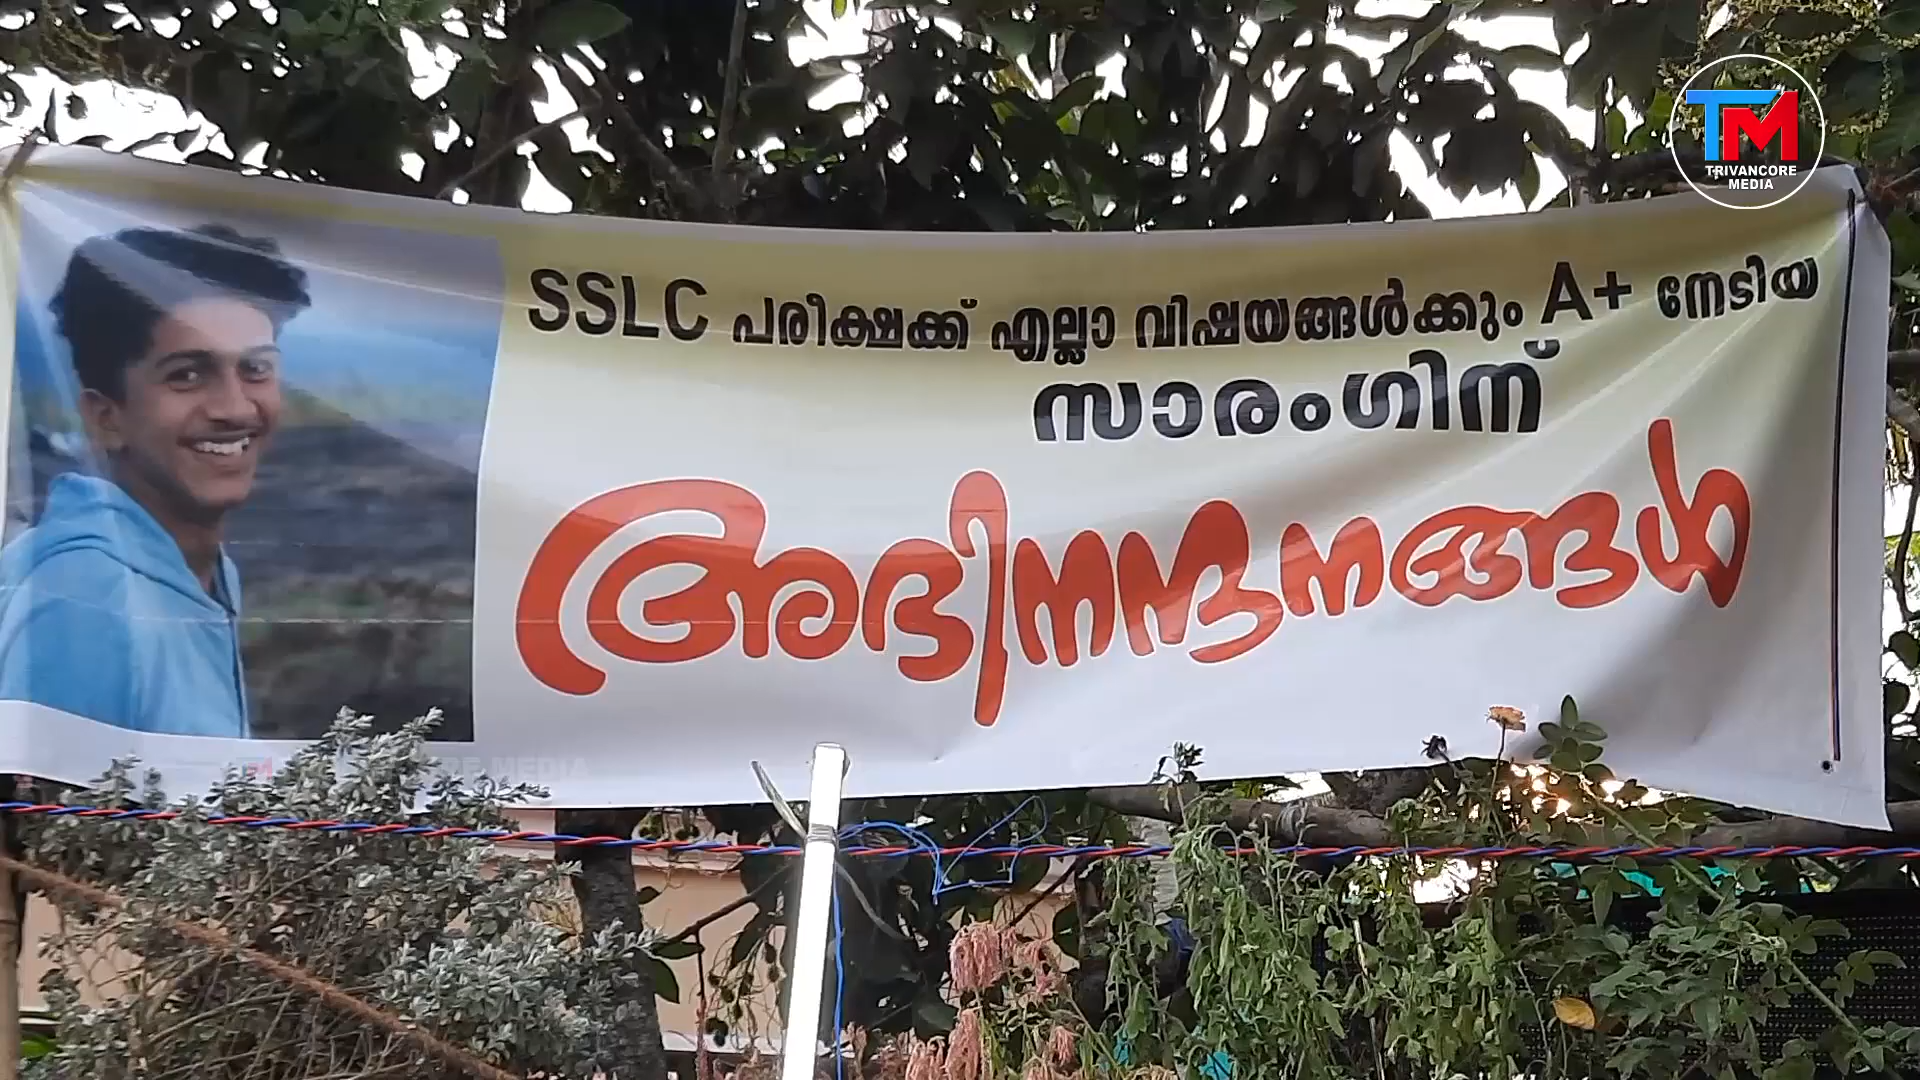 TM
TRIVANCORE
MEDIA
SSLC പരീക്ഷക്ക് എല്ലാ വിഷയങ്ങൾക്കും A+ നേടിയ
സാരംഗിന്
അഭിനന്ദനങ്ങൾ